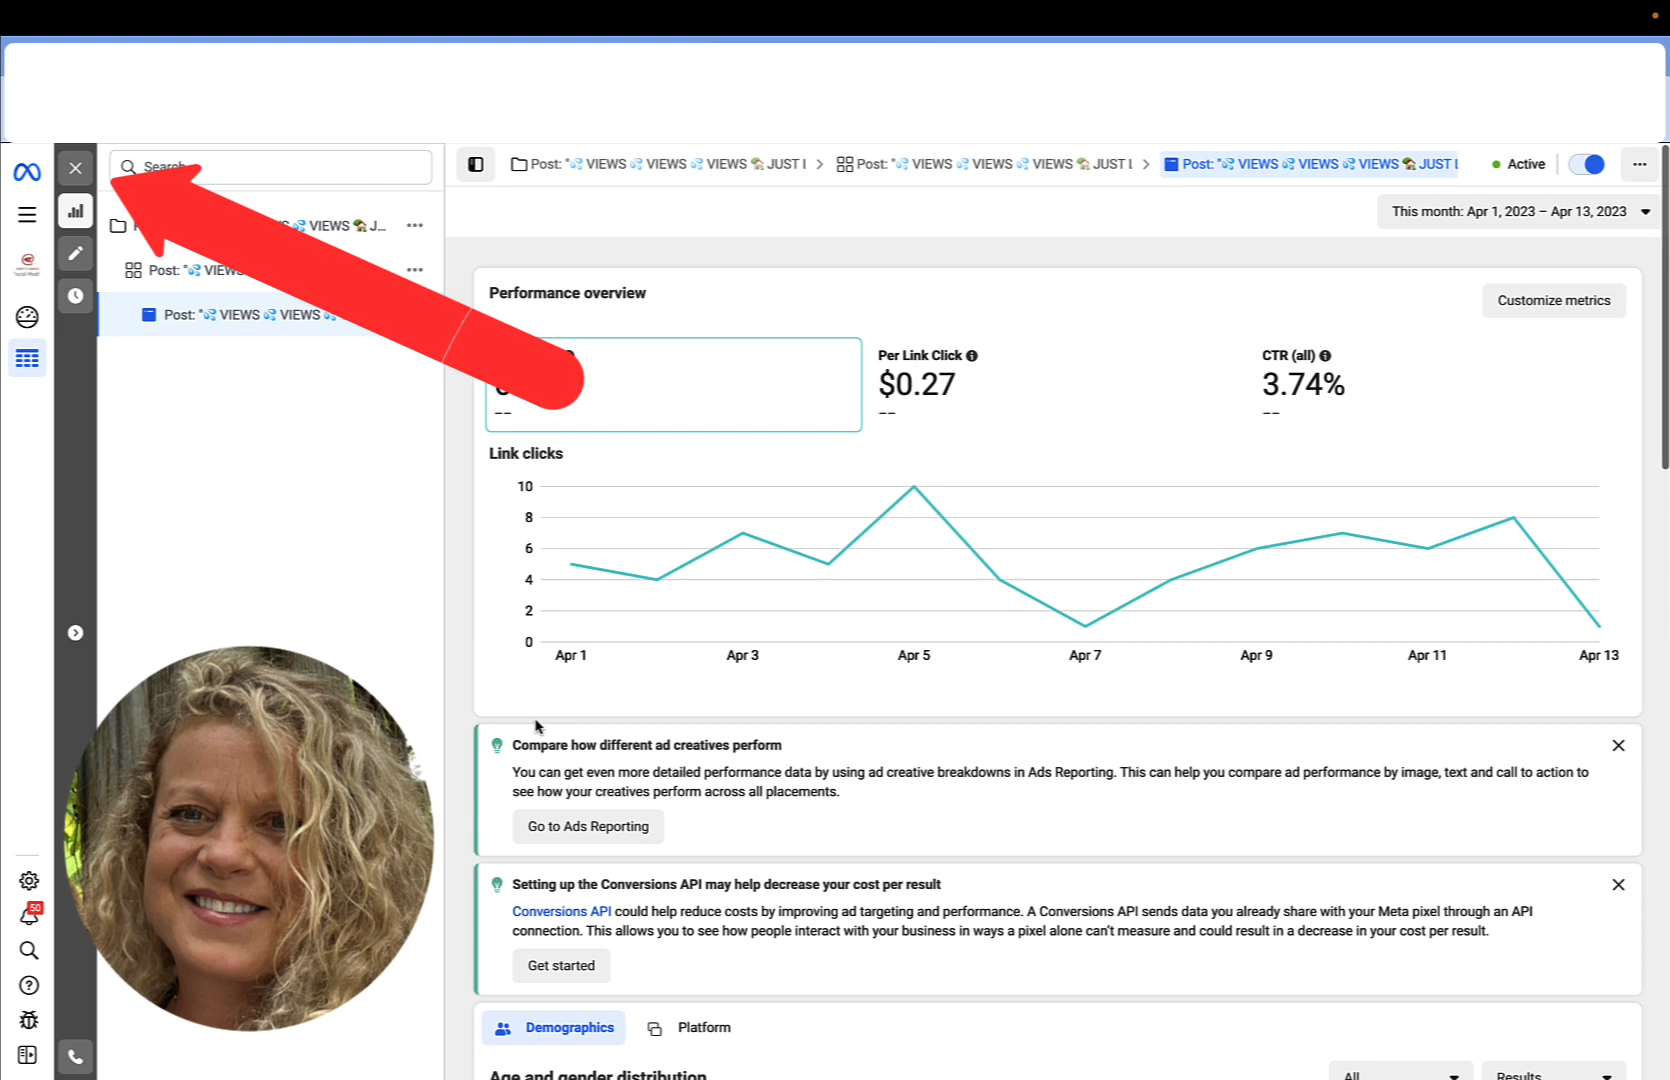 Search
Post: "💦 VIEWS 💦 VIEWS 💦 VIEWS 🏡 JUST L
Post: "💦 VIEWS 💦 VIEWS 💦 VIEWS 🏡 JUST L
Post: "💦 VIEWS 💦 VIEWS 💦 VIEWS 🏡 JUST L
Active
This month: Apr 1, 2023 – Apr 13, 2023
💦 VIEWS 🏡 J...
Post: "💦 VIEWS
Post: "💦 VIEWS 💦 VIEWS 💦
Performance overview
Customize metrics
Per Link Click
$0.27
--
CTR (all)
3.74%
--
--
Link clicks
10
8
6
4
2
0
Apr 1 Apr 3 Apr 5 Apr 7 Apr 9 Apr 11 Apr 13
Compare how different ad creatives perform
You can get even more detailed performance data by using ad creative breakdowns in Ads Reporting. This can help you compare ad performance by image, text and call to action to
see how your creatives perform across all placements.
Go to Ads Reporting
Setting up the Conversions API may help decrease your cost per result
Conversions API could help reduce costs by improving ad targeting and performance. A Conversions API sends data you already share with your Meta pixel through an API
connection. This allows you to see how people interact with your business in ways a pixel alone can't measure and could result in a decrease in your cost per result.
Get started
50
Demographics
Platform
Age and gender distribution
All
Results